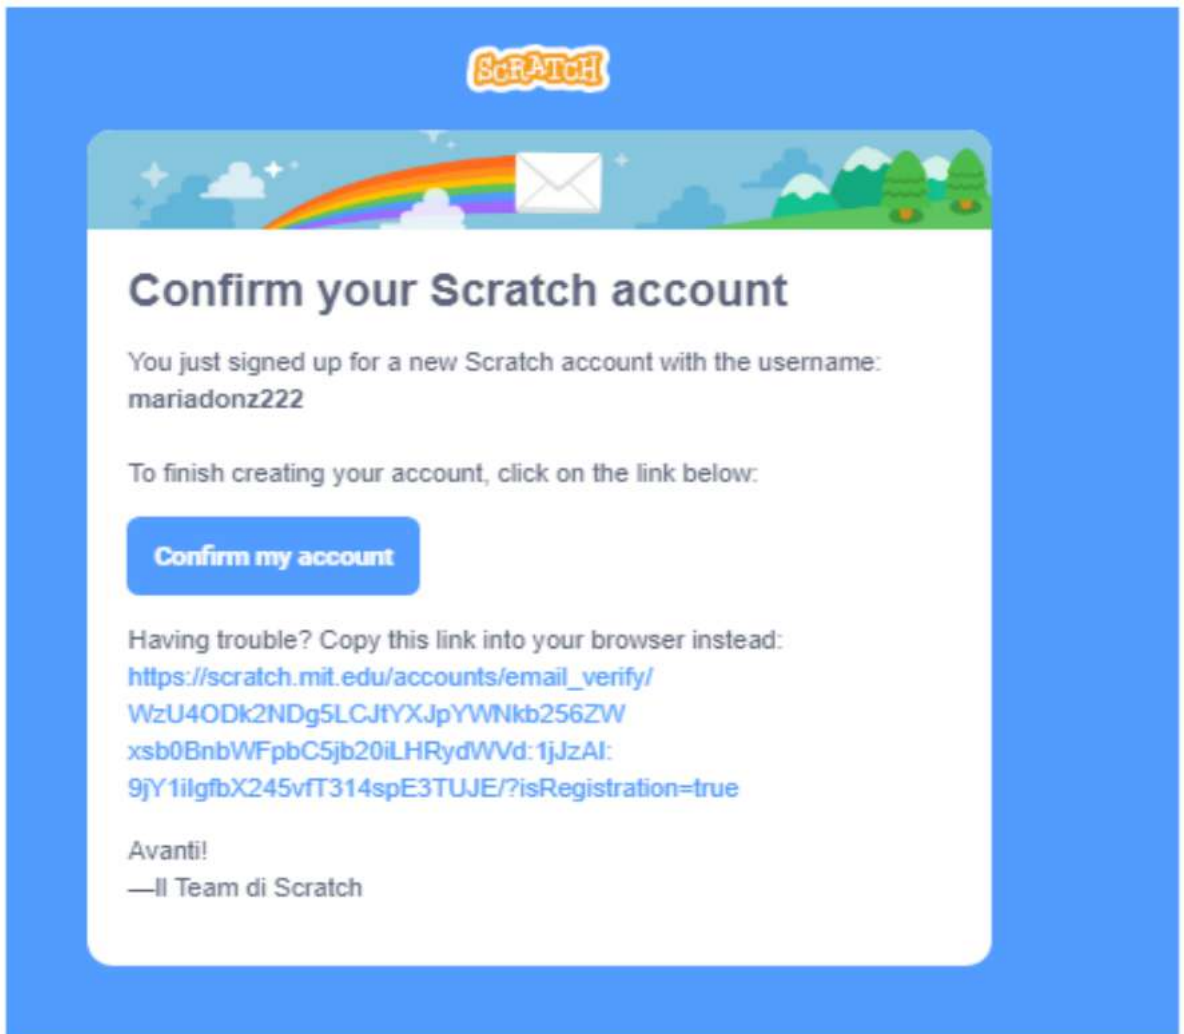 SCRATCH
Confirm your Scratch account
You just signed up for a new Scratch account with the username:
mariadonz222
To finish creating your account, click on the link below:
Confirm my account
Having trouble? Copy this link into your browser instead:
https://scratch.mit.edu/accounts/email_verify/
WzU4ODk2NDg5LCJtYXJpYWNkb256ZW
xsb0BnbWFpbC5jb20iLHRydWVd:1jJzAI:
9jY1iIgfbX245vfT314spE3TUJE/?isRegistration=true
Avanti!
—Il Team di Scratch